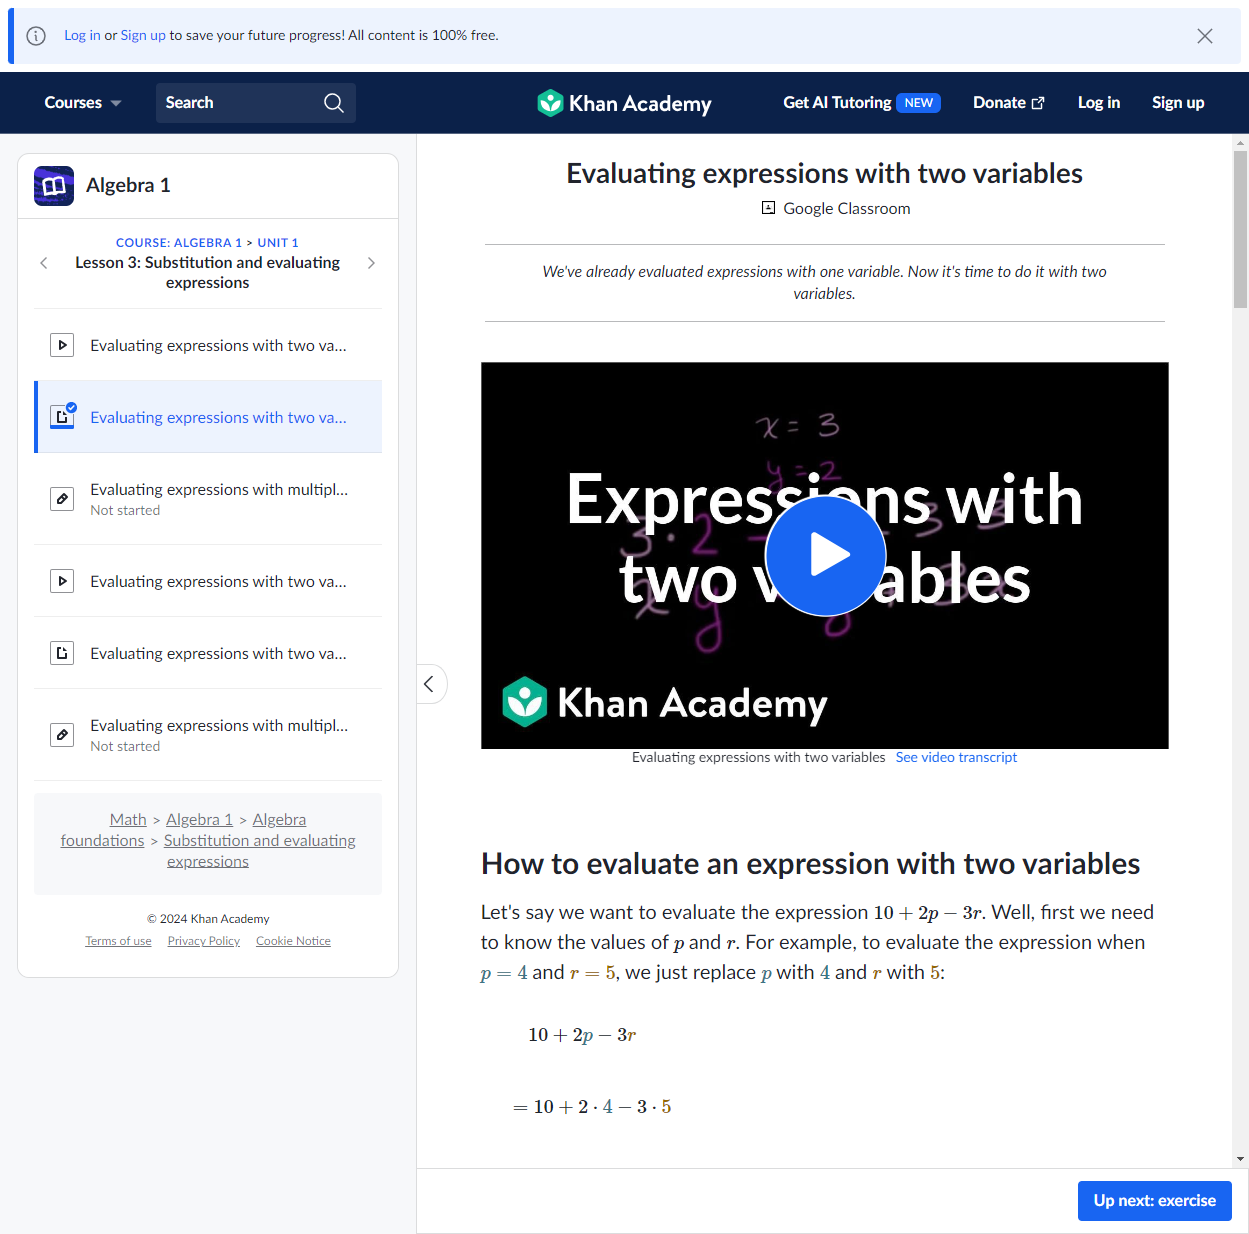 Log in or Sign up to save your future progress! All content is 100% free.
Courses
Search
Khan Academy
Get AI Tutoring NEW
Donate
Log in
Sign up
Algebra 1
COURSE: ALGEBRA 1 > UNIT 1
Lesson 3: Substitution and evaluating
expressions
Evaluating expressions with two va...
Evaluating expressions with two va...
Evaluating expressions with multipl...
Not started
Evaluating expressions with two va...
Evaluating expressions with two va...
Evaluating expressions with multipl...
Not started
Math > Algebra 1 > Algebra
foundations > Substitution and evaluating
expressions
© 2024 Khan Academy
Terms of use Privacy Policy Cookie Notice
Evaluating expressions with two variables
Google Classroom
We've already evaluated expressions with one variable. Now it's time to do it with two
variables.
x = 3
y = 2
Expressions with
two variables
Khan Academy
Evaluating expressions with two variables See video transcript
How to evaluate an expression with two variables
Let's say we want to evaluate the expression 10 + 2p − 3r. Well, first we need
to know the values of p and r. For example, to evaluate the expression when
p = 4 and r = 5, we just replace p with 4 and r with 5:
10 + 2p − 3r
= 10 + 2 · 4 − 3 · 5
Up next: exercise